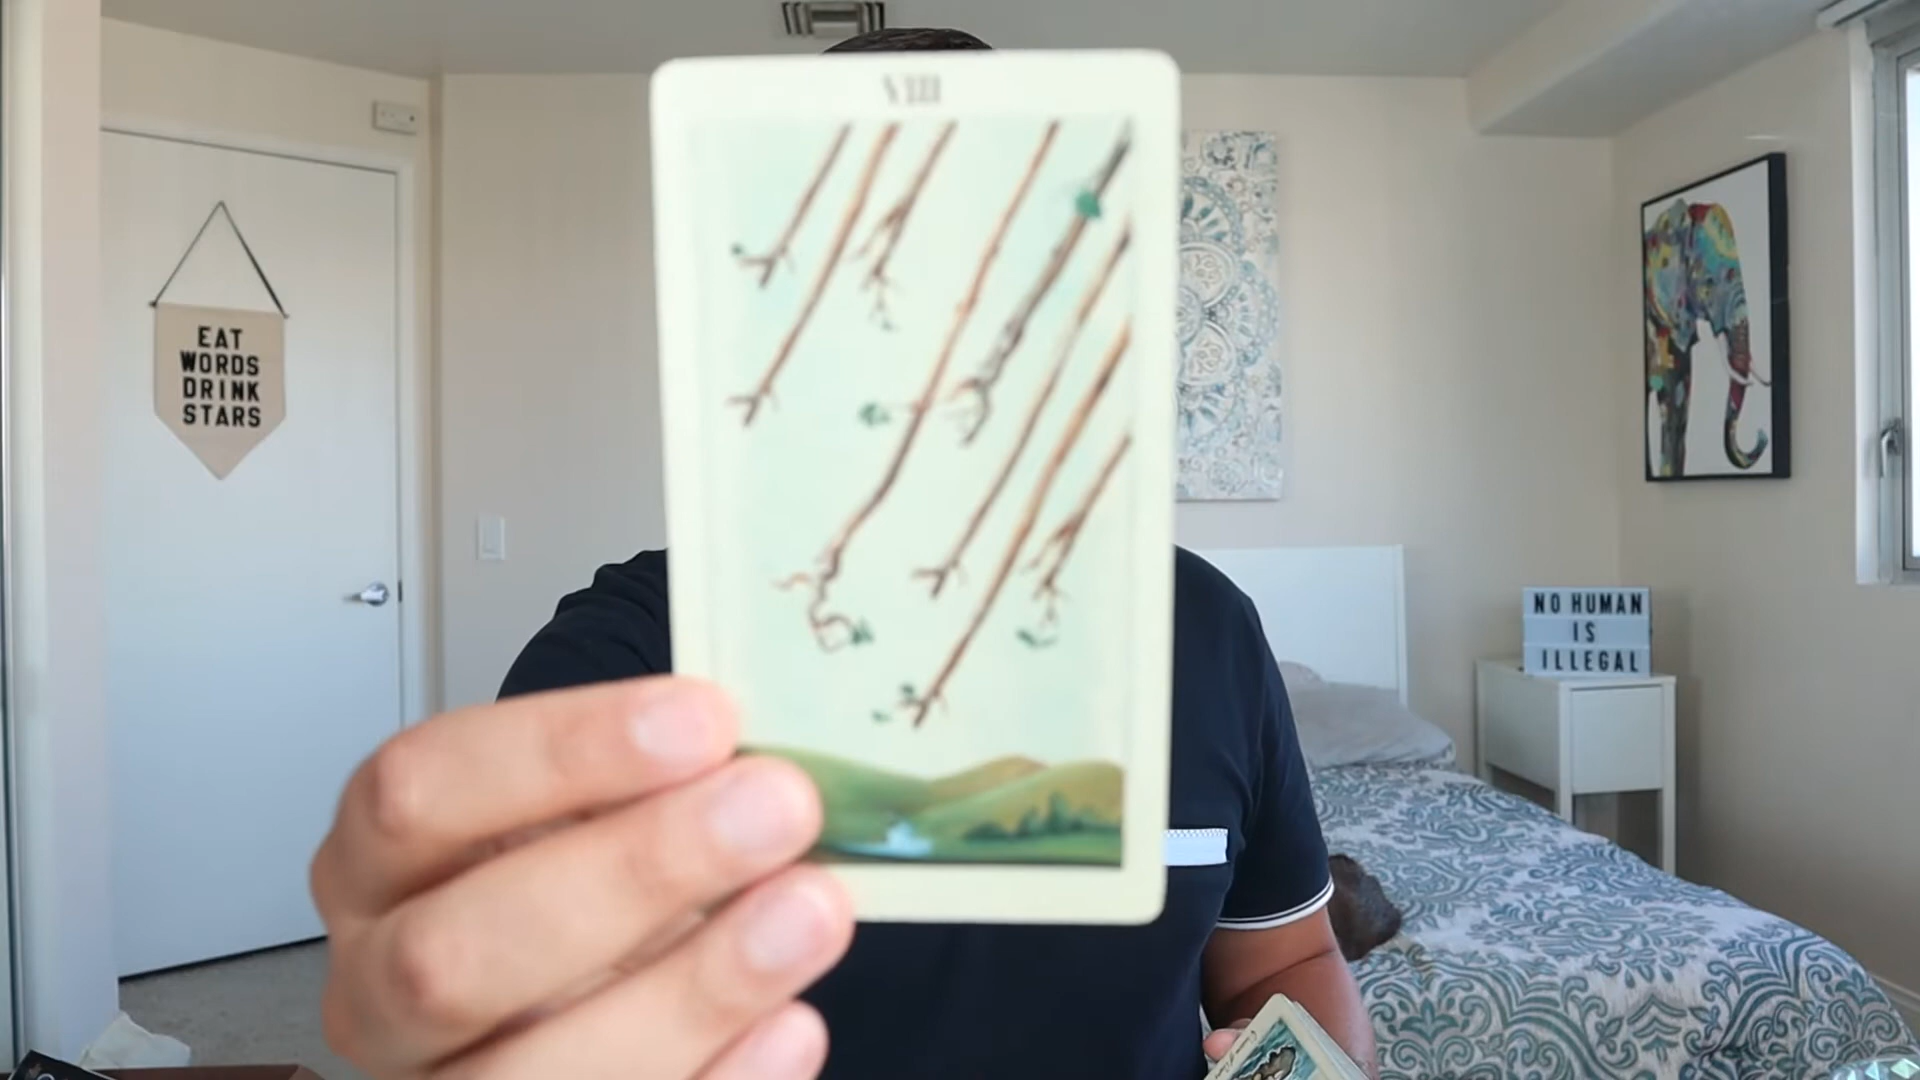 VIII
EAT
WORDS
DRINK
STARS
NO HUMAN
IS
ILLEGAL